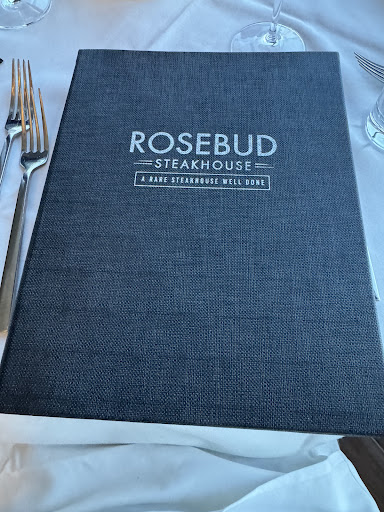 ROSEBUD
STEAKHOUSE
A RARE STEAKHOUSE WELL DONE